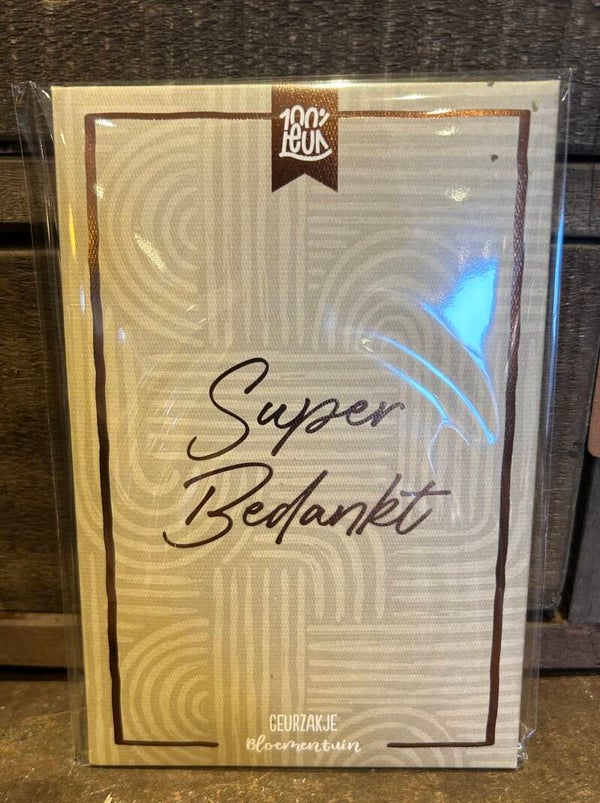 100%
Leuk
Super
Bedankt
GEURZAKJE
Bloementuin